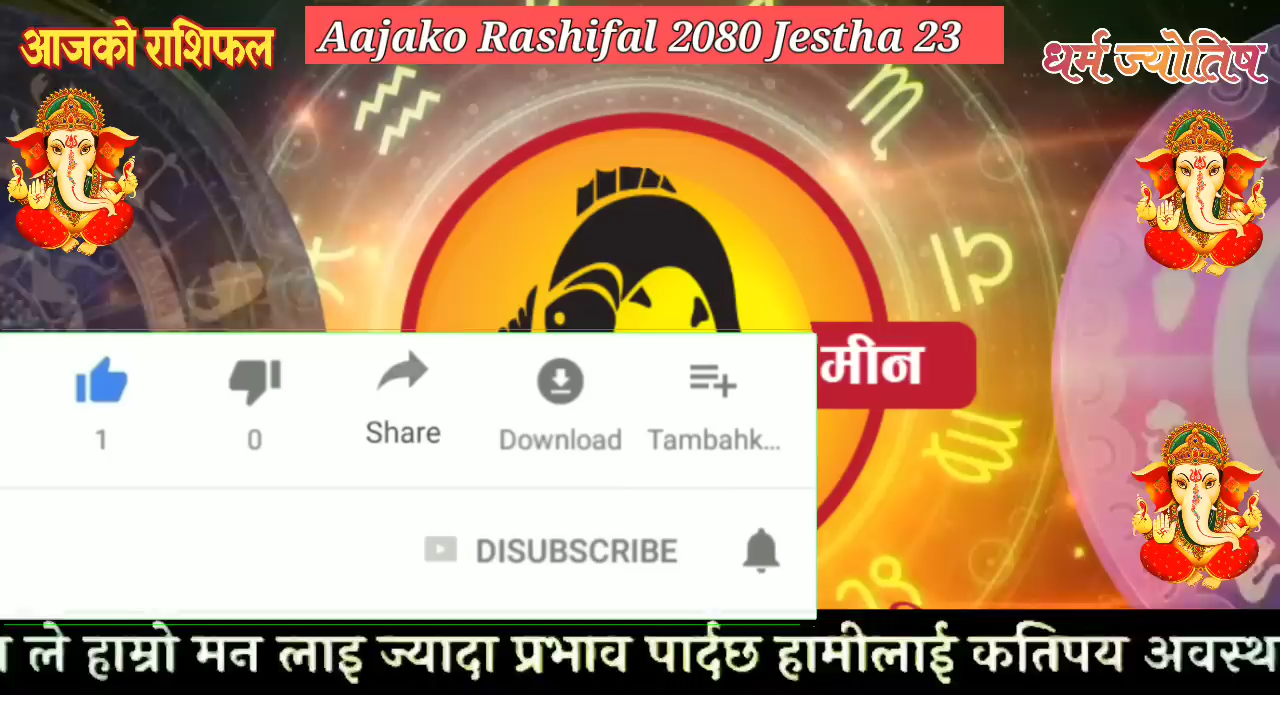 आजको राशिफल
Aajako Rashifal 2080 Jestha 23
धर्म ज्योतिष
मीन
1
0
Share
Download
Tambahk...
DISUBSCRIBE
ले हाम्रो मन लाइ ज्यादा प्रभाव पार्दछ हामीलाई कतिपय